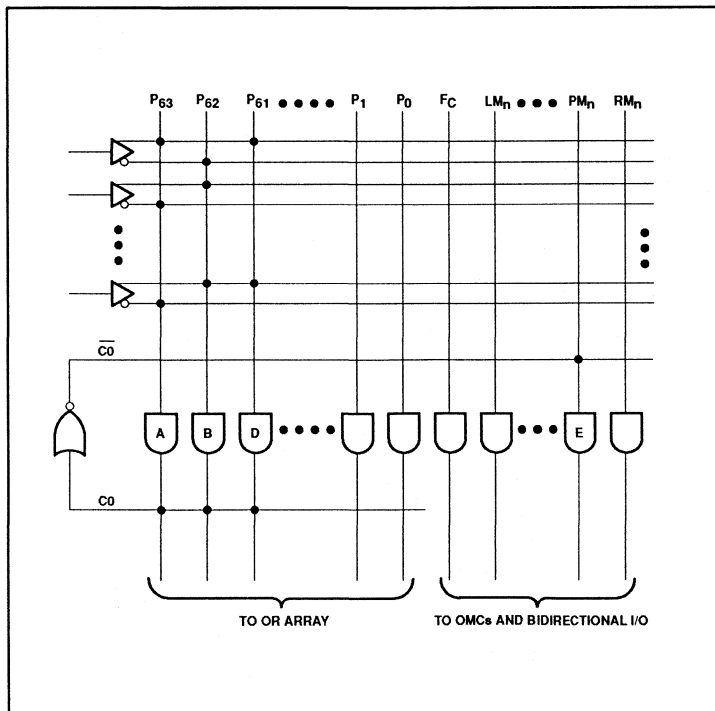 P63 P62 P61 P1 P0 FC LMn PMn RMn
C0
A B D E
C0
TO OR ARRAY TO OMCs AND BIDIRECTIONAL I/O